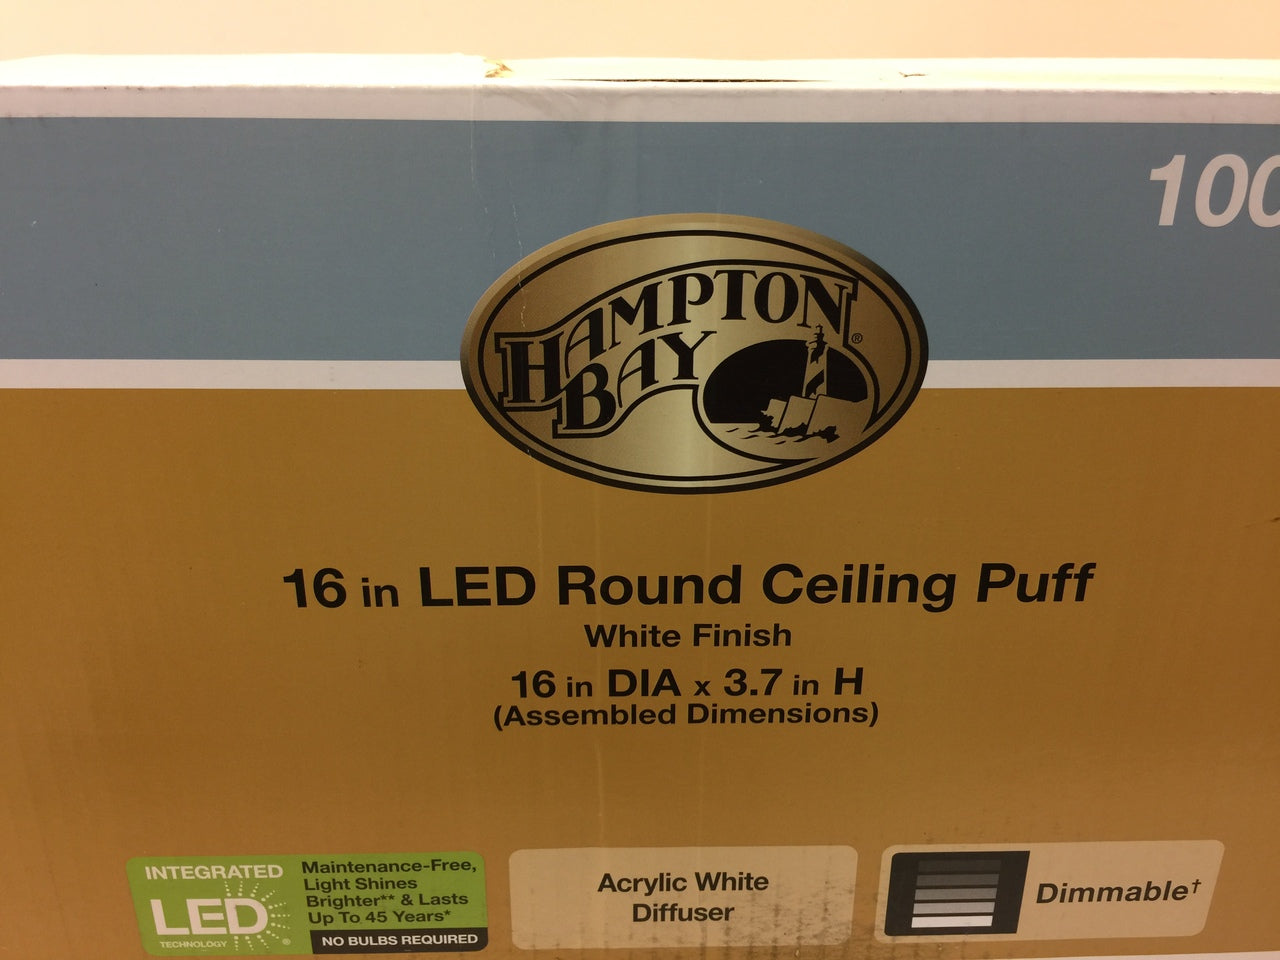 100
HAMPTON
BAY®
16 in LED Round Ceiling Puff
White Finish
16 in DIA x 3.7 in H
(Assembled Dimensions)
INTEGRATED
LED
TECHNOLOGY ®
Maintenance-Free,
Light Shines
Brighter** & Lasts
Up To 45 Years*
NO BULBS REQUIRED
Acrylic White
Diffuser
Dimmable†